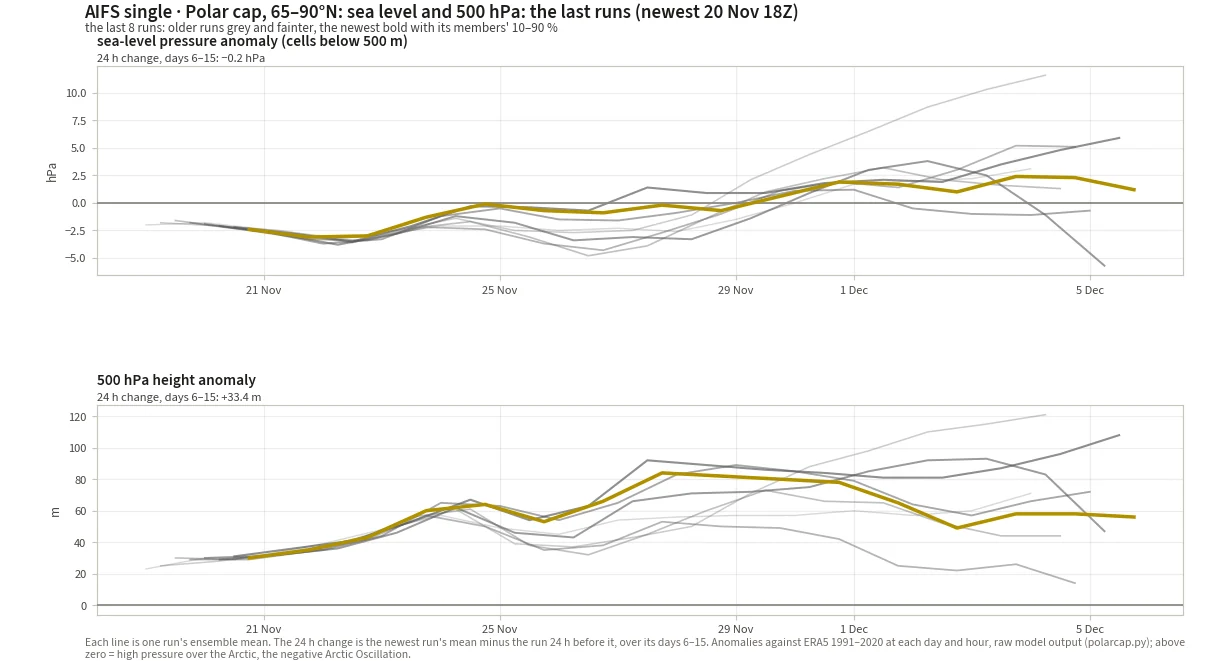 AIFS single · Polar cap, 65–90°N: sea level and 500 hPa: the last runs (newest 20 Nov 18Z)
the last 8 runs: older runs grey and fainter, the newest bold with its members' 10–90 %
sea-level pressure anomaly (cells below 500 m)
24 h change, days 6–15: −0.2 hPa
10.0
7.5
5.0
2.5
0.0
−2.5
−5.0
hPa
21 Nov
25 Nov
29 Nov
1 Dec
5 Dec
500 hPa height anomaly
24 h change, days 6–15: +33.4 m
120
100
80
60
40
20
0
m
21 Nov
25 Nov
29 Nov
1 Dec
5 Dec
Each line is one run's ensemble mean. The 24 h change is the newest run's mean minus the run 24 h before it, over its days 6–15. Anomalies against ERA5 1991–2020 at each day and hour, raw model output (polarcap.py); above
zero = high pressure over the Arctic, the negative Arctic Oscillation.